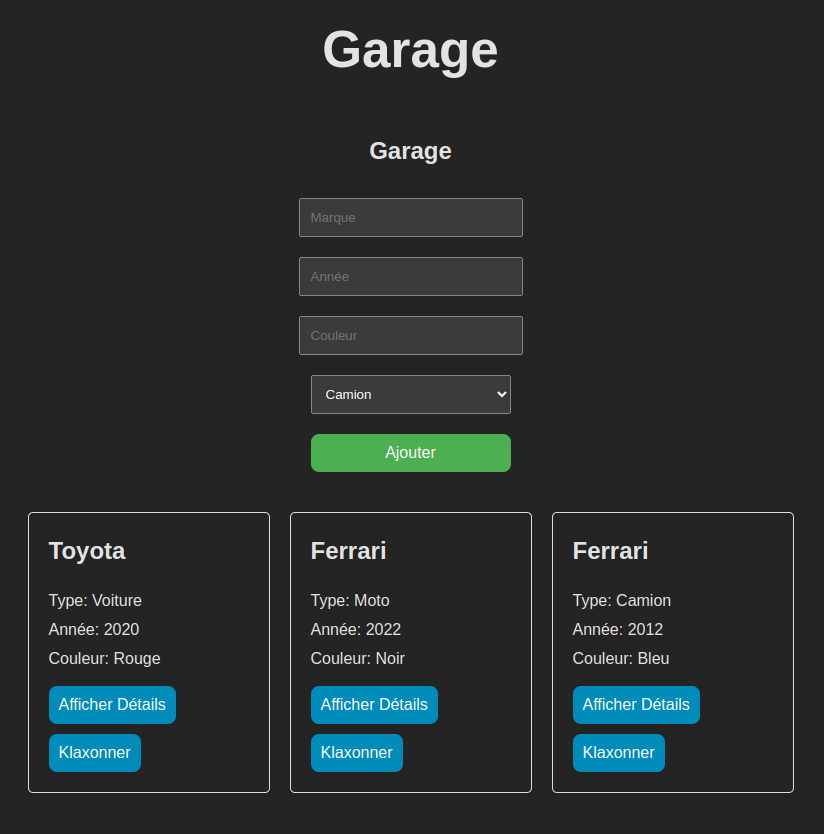 Garage
Garage
Marque
Année
Couleur
Camion
Ajouter
Toyota
Type: Voiture
Année: 2020
Couleur: Rouge
Afficher Détails
Klaxonner
Ferrari
Type: Moto
Année: 2022
Couleur: Noir
Afficher Détails
Klaxonner
Ferrari
Type: Camion
Année: 2012
Couleur: Bleu
Afficher Détails
Klaxonner